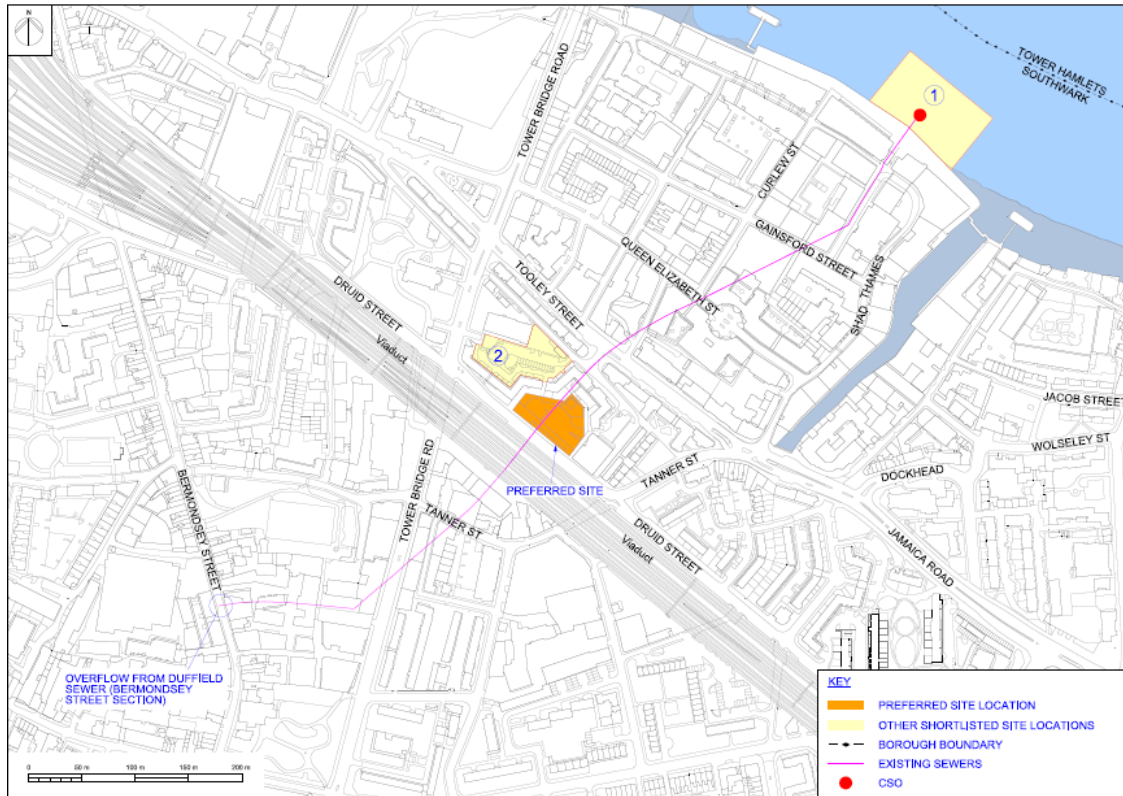 N
TOWER HAMLETS
SOUTHWARK
1
TOWER BRIDGE ROAD
CURLEW ST
GAINSFORD STREET
QUEEN ELIZABETH ST
SHAD THAMES
TOOLEY STREET
DRUID STREET
Viaduct
2
JACOB STREET
WOLSELEY ST
DOCKHEAD
TANNER ST
PREFERRED SITE
TOWER BRIDGE RD
TANNER ST
BERMONDSEY STREET
DRUID STREET
Viaduct
JAMAICA ROAD
OVERFLOW FROM DUFFIELD
SEWER (BERMONDSEY
STREET SECTION)
0 50 m 100 m 150 m 200 m
KEY
PREFERRED SITE LOCATION
OTHER SHORTLISTED SITE LOCATIONS
BOROUGH BOUNDARY
EXISTING SEWERS
CSO